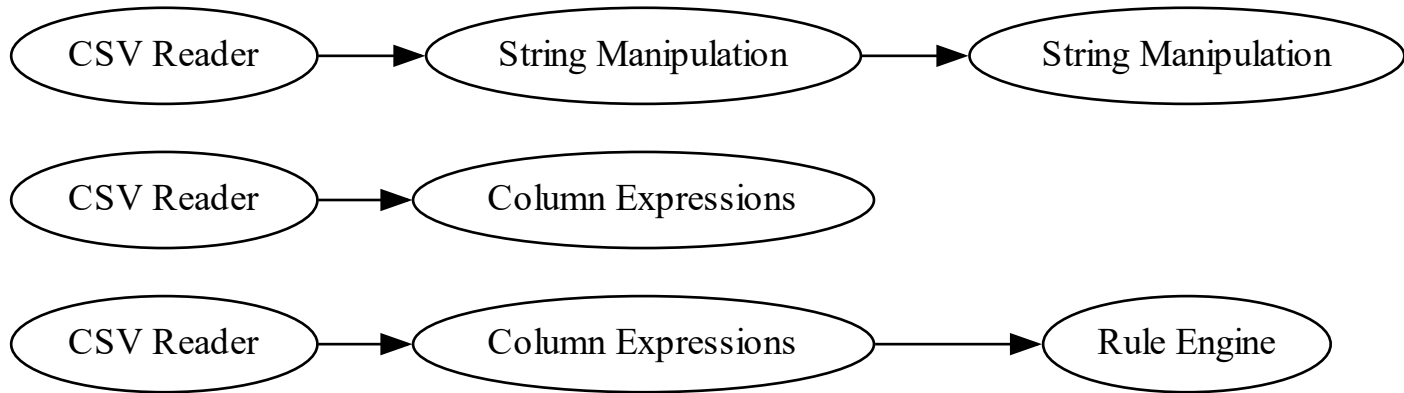 CSV Reader String Manipulation String Manipulation
CSV Reader Column Expressions
CSV Reader Column Expressions Rule Engine